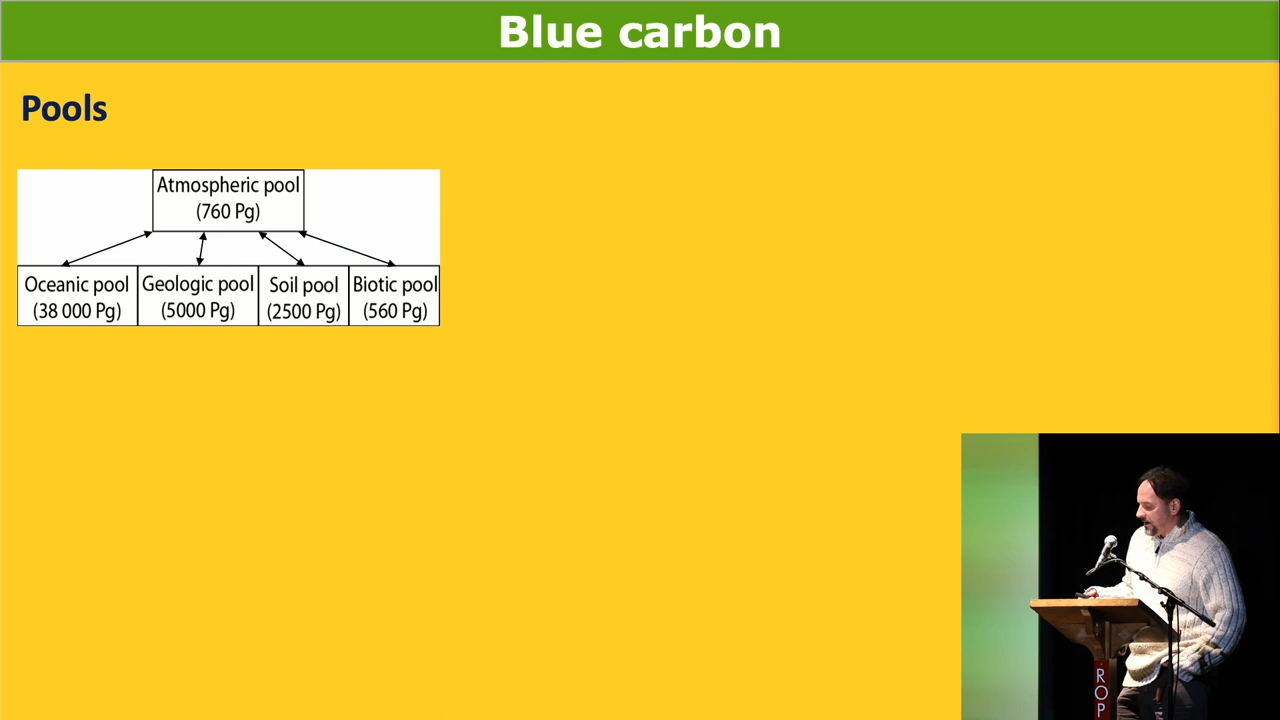 Blue carbon
Pools
Atmospheric pool
(760 Pg)
Oceanic pool
(38 000 Pg)
Geologic pool
(5000 Pg)
Soil pool
(2500 Pg)
Biotic pool
(560 Pg)
ROP